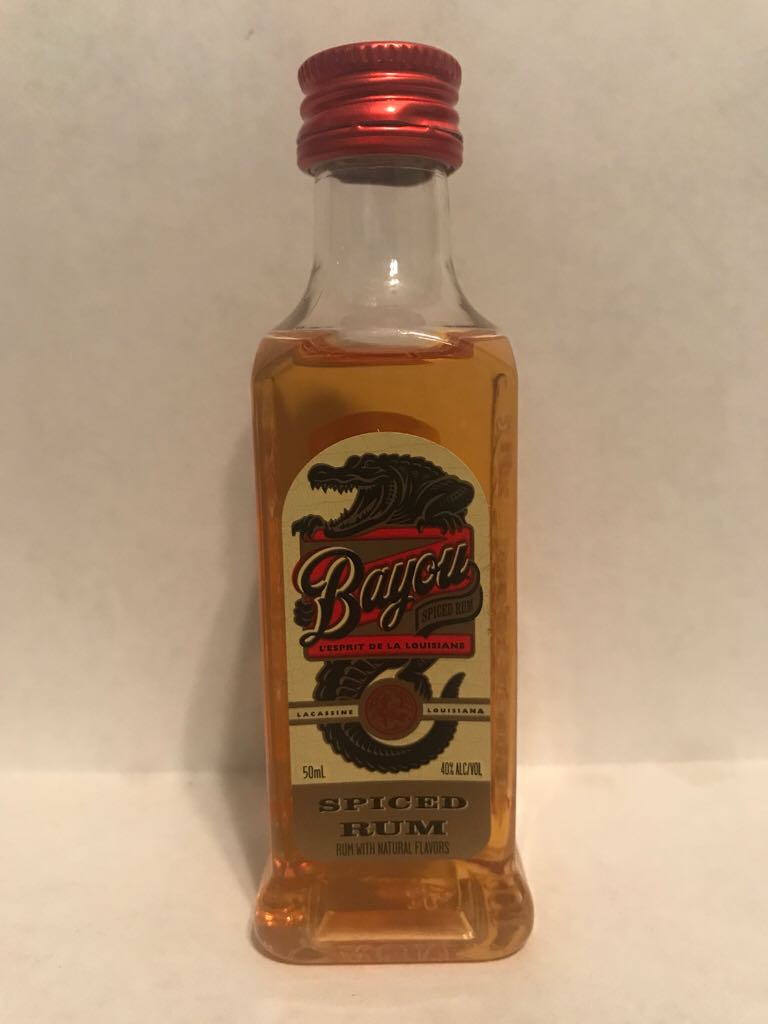 Bayou
SPICED RUM
L'ESPRIT DE LA LOUISIANE
LACASSINE LOUISIANA
50mL 40% ALC/VOL
SPICED
RUM
RUM WITH NATURAL FLAVORS